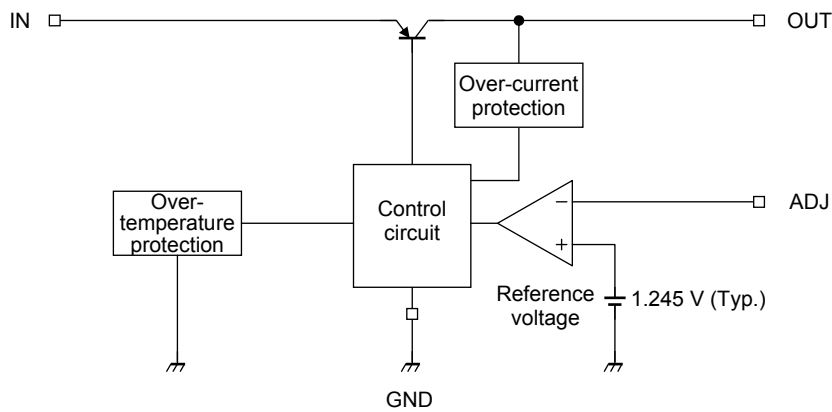 IN
OUT
Over-current
protection
Over-
temperature
protection
Control
circuit
−
+
ADJ
Reference
voltage
1.245 V (Typ.)
GND